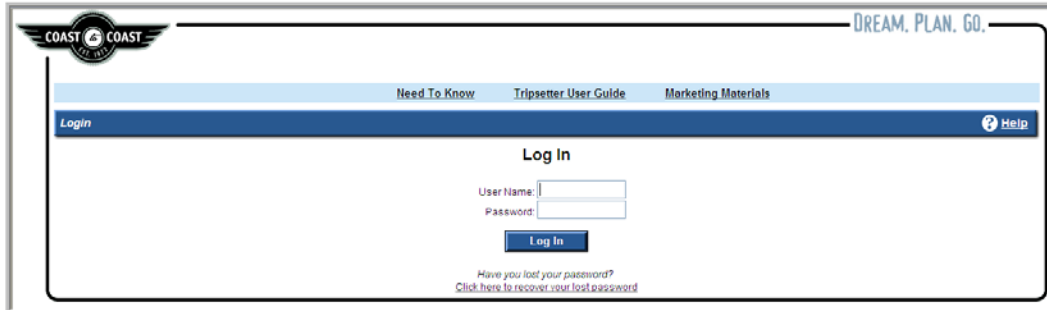 COAST to COAST
EST. 1972
DREAM. PLAN. GO.
Need To Know Tripsetter User Guide Marketing Materials
Login Help
Log In
User Name:
Password:
Log In
Have you lost your password?
Click here to recover your lost password